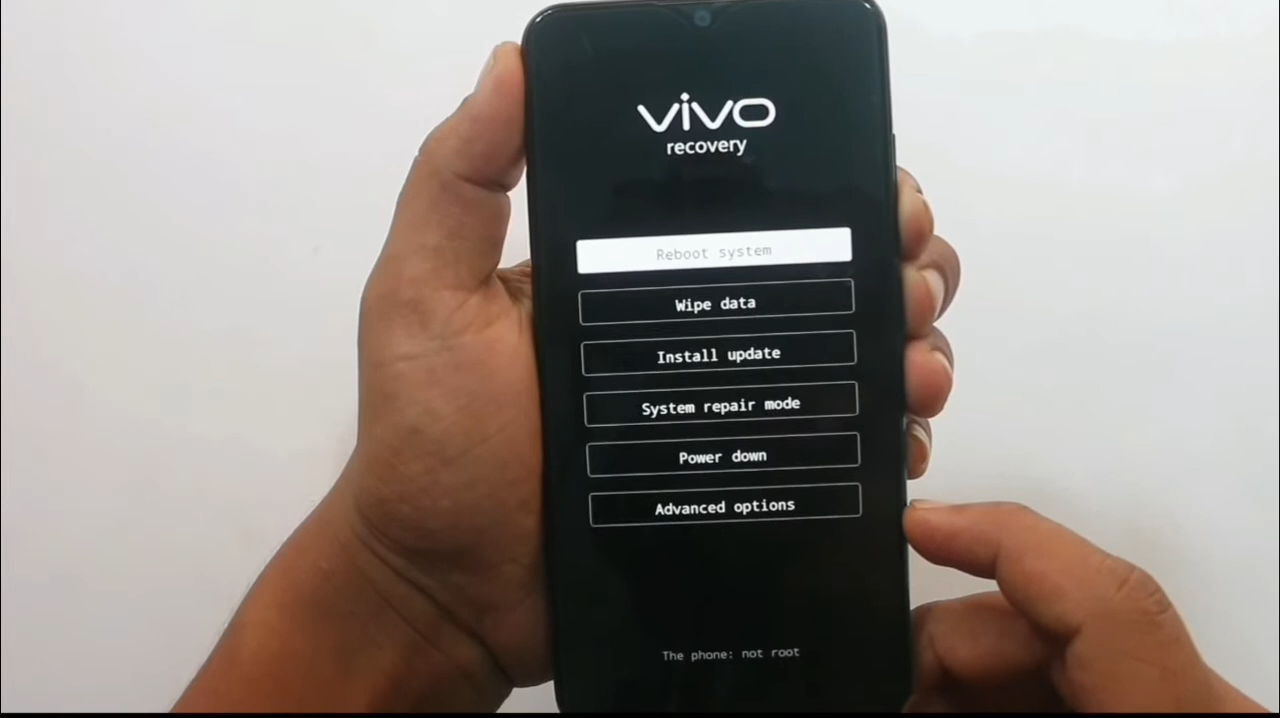 vivo
recovery
Reboot system
Wipe data
Install update
System repair mode
Power down
Advanced options
The phone: not root